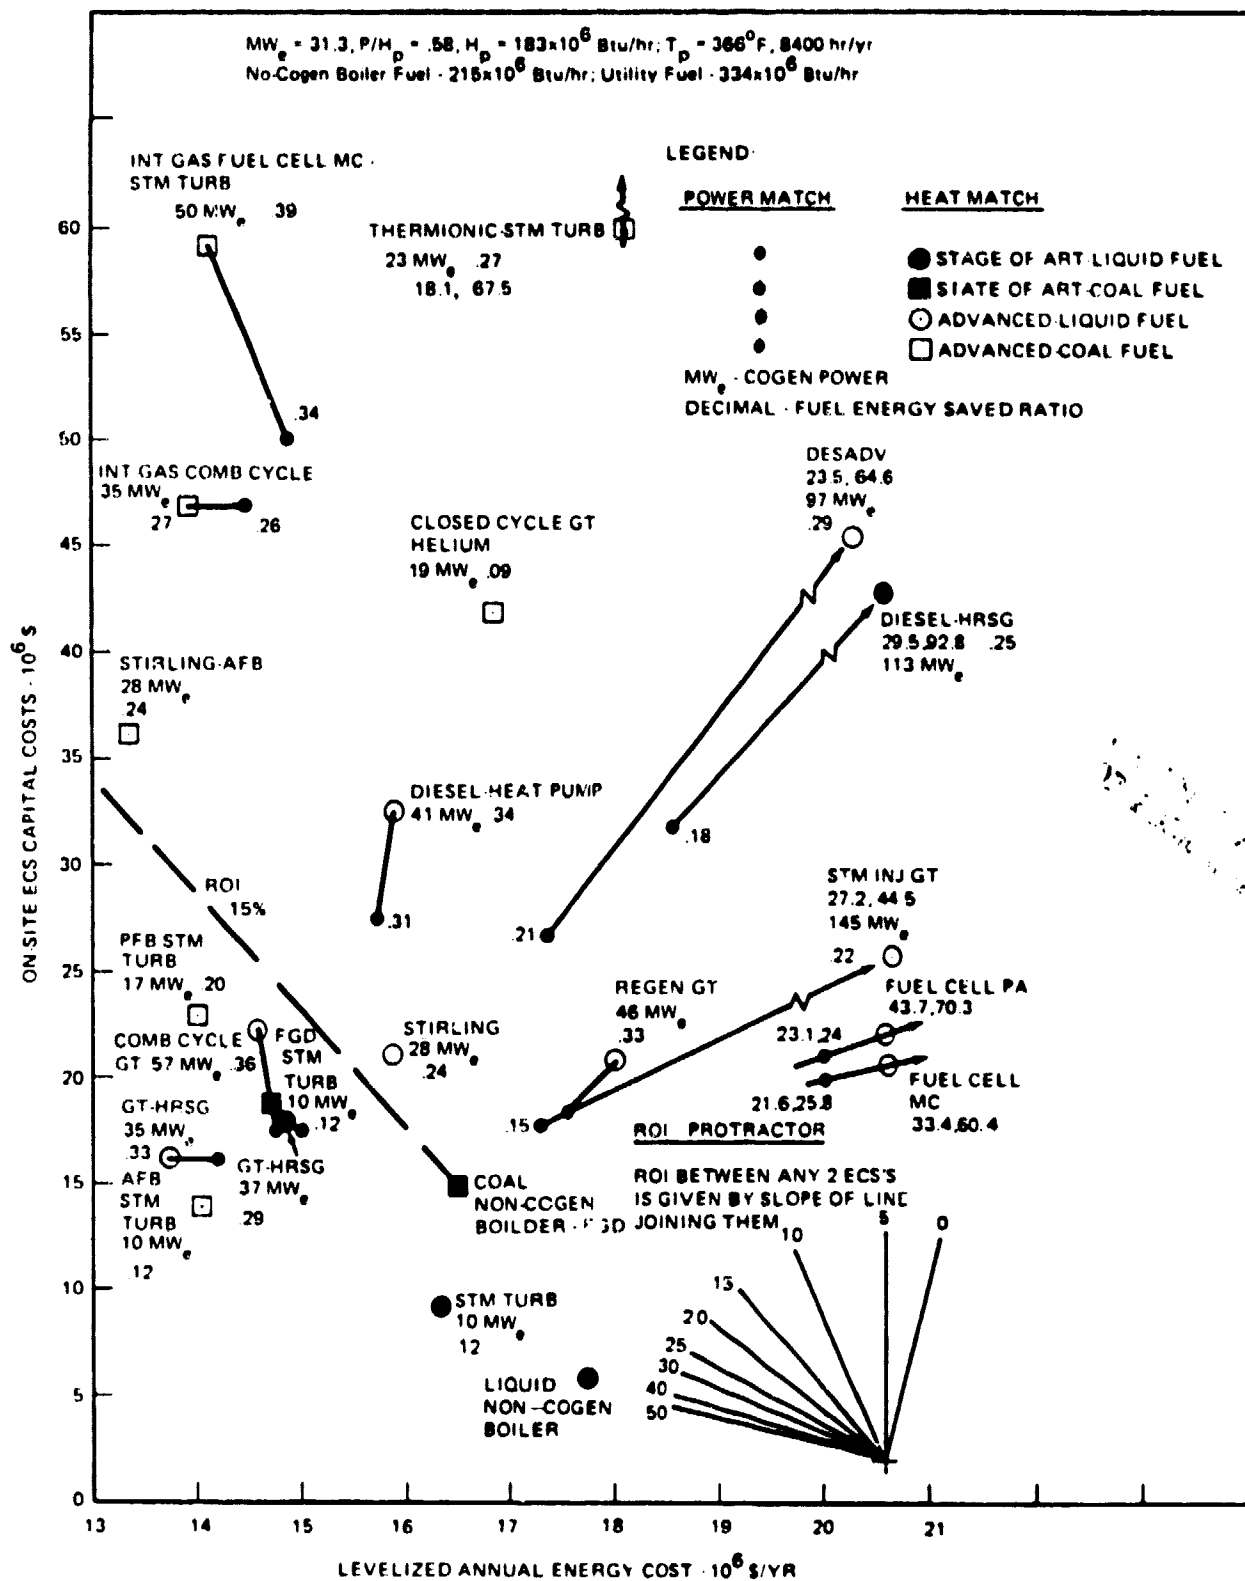 MWe = 31.3, P/Hp = .58, Hp = 183x10^6 Btu/hr; Tp = 366°F, 8400 hr/yr
No-Cogen Boiler Fuel - 215x10^6 Btu/hr; Utility Fuel - 334x10^6 Btu/hr
INT GAS FUEL CELL MC -
STM TURB
50 MWe .39
.34
THERMIONIC-STM TURB
23 MWe .27
18.1, 67.5
LEGEND
POWER MATCH
HEAT MATCH
STAGE OF ART-LIQUID FUEL
STATE OF ART-COAL FUEL
ADVANCED-LIQUID FUEL
ADVANCED-COAL FUEL
MWe - COGEN POWER
DECIMAL - FUEL ENERGY SAVED RATIO
INT GAS COMB CYCLE
35 MWe
.27
.26
CLOSED CYCLE GT
HELIUM
19 MWe .09
DESADV
23.5, 64.6
97 MWe
.29
DIESEL-HRSG
29.5, 92.8 .25
113 MWe
STIRLING-AFB
28 MWe
.24
DIESEL-HEAT PUMP
41 MWe .34
.31
.18
.21
ROI
15%
PFB STM
TURB
17 MWe .20
COMB CYCLE
GT 57 MWe .36
FGD
STM
TURB
10 MWe
.12
STIRLING
28 MWe
.24
REGEN GT
46 MWe
.33
.15
STM INJ GT
27.2, 44.5
145 MWe
.22
FUEL CELL PA
43.7, 70.3
23.1, 24
FUEL CELL
MC
33.4, 60.4
21.6, 25.8
GT-HRSG
35 MWe
.33
AFB
STM
TURB
10 MWe
.12
GT-HRSG
37 MWe
.29
COAL
NON-COGEN
BOILDER - FGD
STM TURB
10 MWe
.12
LIQUID
NON-COGEN
BOILER
ROI PROTRACTOR
ROI BETWEEN ANY 2 ECS'S
IS GIVEN BY SLOPE OF LINE
JOINING THEM
50
40
30
25
20
15
10
5
0
ON-SITE ECS CAPITAL COSTS - 10^6 $
60
55
50
45
40
35
30
25
20
15
10
5
0
13 14 15 16 17 18 19 20 21
LEVELIZED ANNUAL ENERGY COST - 10^6 $/YR